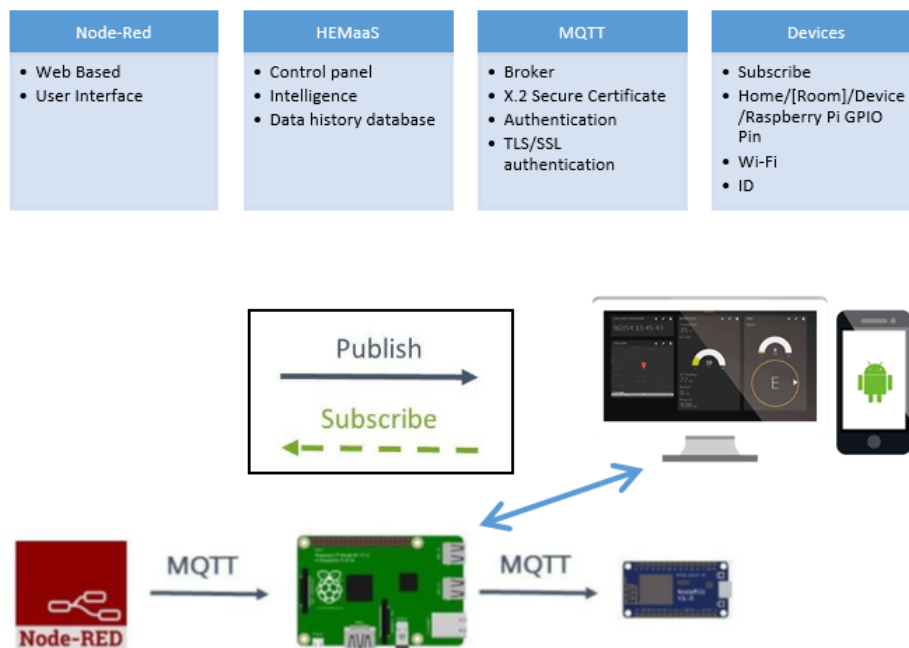 Node-Red
Web Based
User Interface
HEMaaS
Control panel
Intelligence
Data history database
MQTT
Broker
X.2 Secure Certificate
Authentication
TLS/SSL
authentication
Devices
Subscribe
Home/[Room]/Device
/Raspberry Pi GPIO
Pin
Wi-Fi
ID
Publish
Subscribe
E
MQTT
MQTT
Node-RED